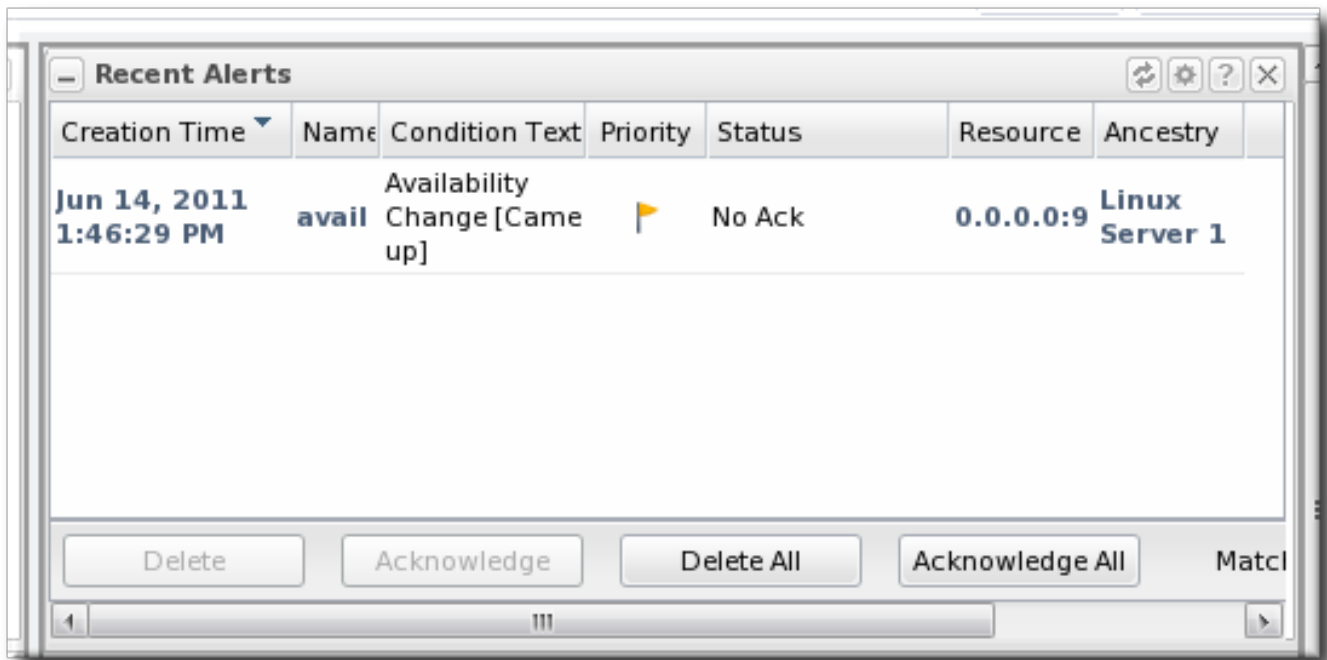 Recent Alerts
Creation Time Name Condition Text Priority Status Resource Ancestry
Jun 14, 2011
1:46:29 PM
avail
Availability
Change [Came
up]
No Ack
0.0.0.0:9
Linux
Server 1
Delete Acknowledge Delete All Acknowledge All